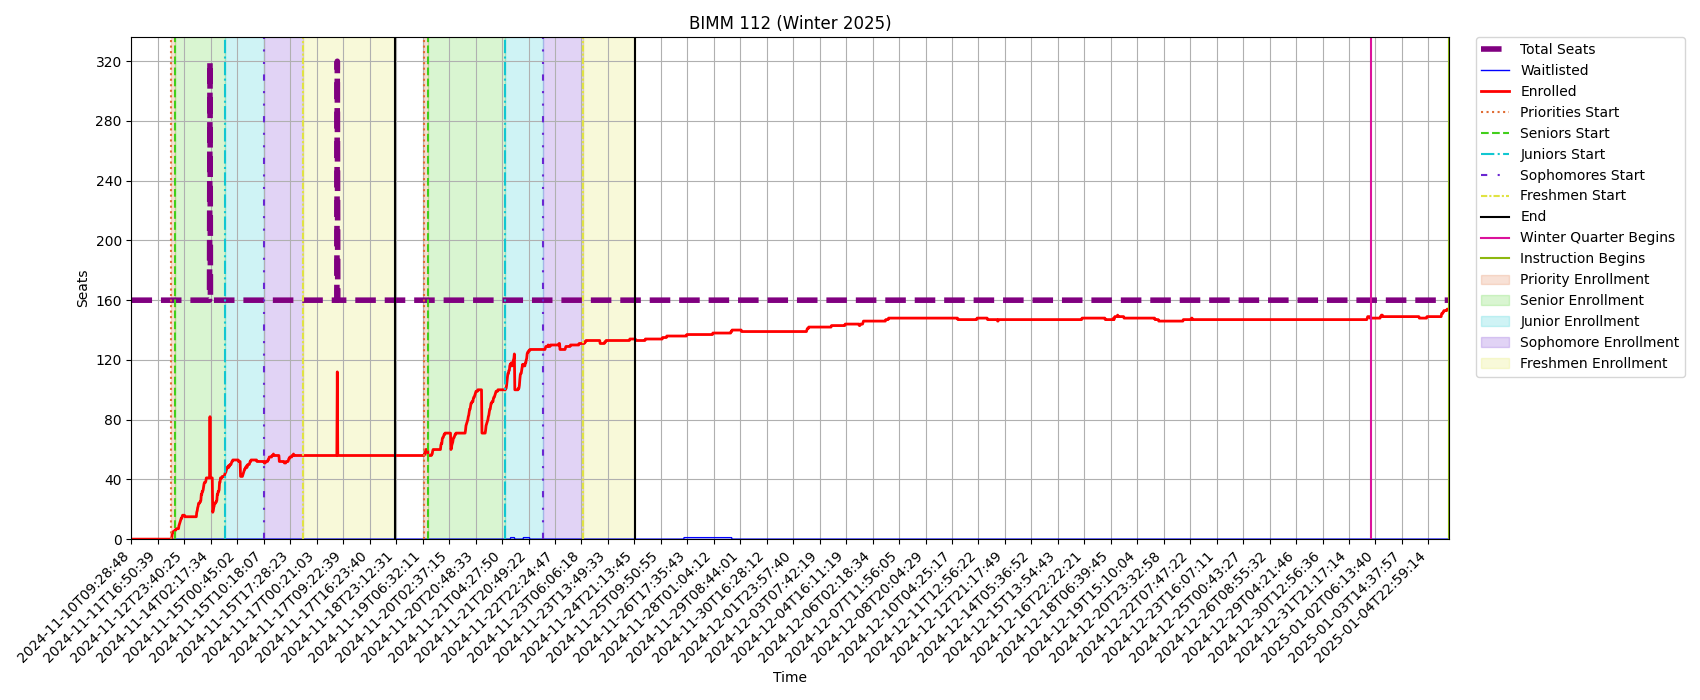 BIMM 112 (Winter 2025)
Seats
320
280
240
200
160
120
80
40
0
2024-11-10T09:28:48
2024-11-11T16:50:39
2024-11-12T23:40:25
2024-11-14T02:17:34
2024-11-15T00:45:02
2024-11-15T10:18:07
2024-11-15T17:28:23
2024-11-17T00:21:03
2024-11-17T09:22:39
2024-11-17T16:23:40
2024-11-18T23:12:31
2024-11-19T06:32:11
2024-11-20T02:37:15
2024-11-20T20:48:33
2024-11-21T04:27:50
2024-11-21T20:49:22
2024-11-22T22:24:47
2024-11-23T06:06:18
2024-11-23T13:49:33
2024-11-24T21:13:45
2024-11-25T09:50:55
2024-11-26T17:35:43
2024-11-28T01:04:12
2024-11-29T08:44:01
2024-11-30T16:28:12
2024-12-01T23:57:40
2024-12-03T07:42:19
2024-12-04T16:11:19
2024-12-06T02:18:34
2024-12-07T11:56:05
2024-12-08T20:04:29
2024-12-10T04:25:17
2024-12-11T12:56:22
2024-12-12T21:17:49
2024-12-14T05:36:52
2024-12-15T13:54:43
2024-12-16T22:22:21
2024-12-18T06:39:45
2024-12-19T15:10:04
2024-12-20T23:32:58
2024-12-22T07:47:22
2024-12-23T16:07:11
2024-12-25T00:43:27
2024-12-26T08:55:32
2024-12-29T04:21:46
2024-12-30T12:56:36
2024-12-31T21:17:14
2025-01-02T06:13:40
2025-01-03T14:37:57
2025-01-04T22:59:14
Time
Total Seats
Waitlisted
Enrolled
Priorities Start
Seniors Start
Juniors Start
Sophomores Start
Freshmen Start
End
Winter Quarter Begins
Instruction Begins
Priority Enrollment
Senior Enrollment
Junior Enrollment
Sophomore Enrollment
Freshmen Enrollment